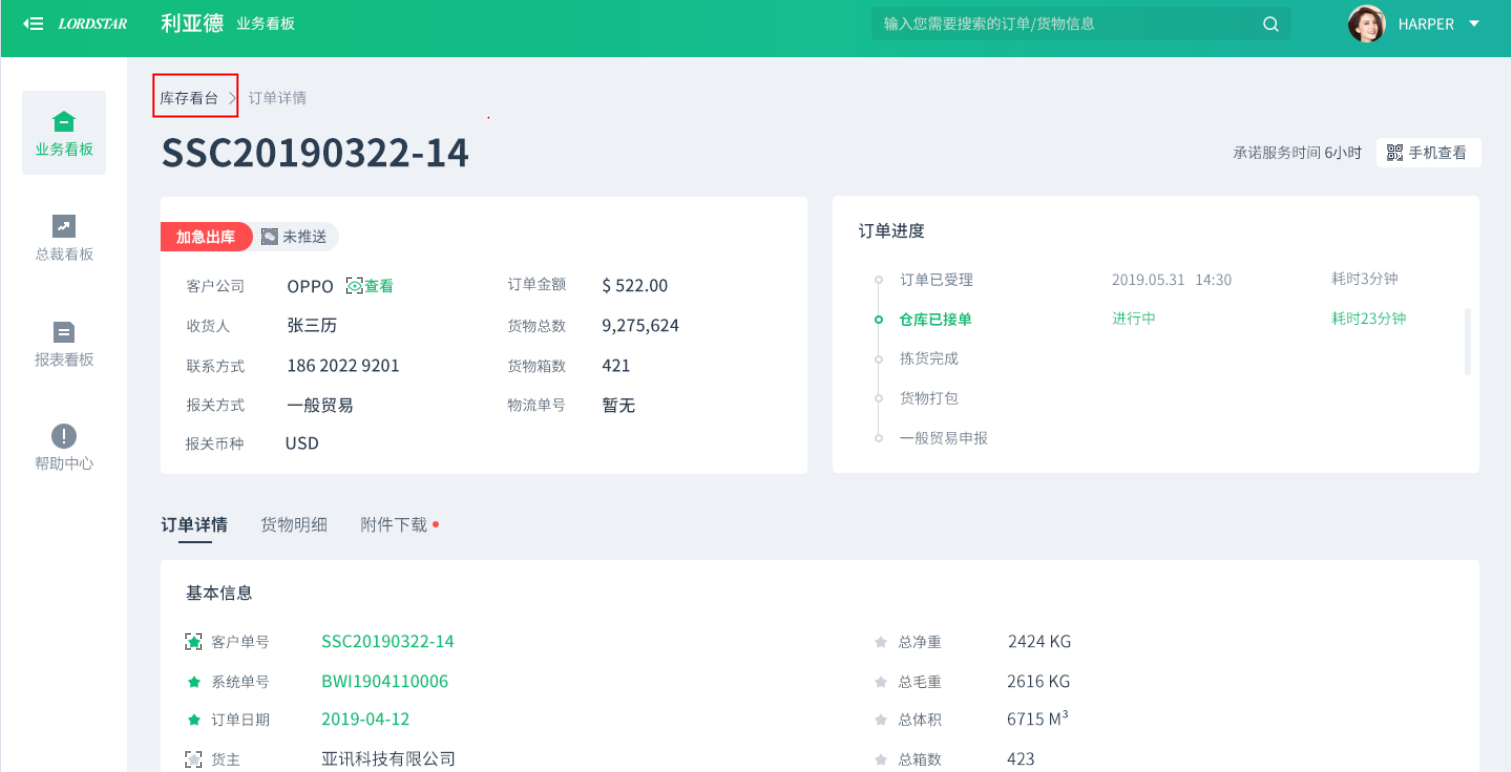 LORDSTAR 利亚德 业务看板 输入您需要搜索的订单/货物信息 HARPER
库存看台 > 订单详情
业务看板
总裁看板
报表看板
帮助中心
SSC20190322-14
承诺服务时间 6小时 手机查看
加急出库 未推送
客户公司 OPPO 查看 订单金额 $ 522.00
收货人 张三历 货物总数 9,275,624
联系方式 186 2022 9201 货物箱数 421
报关方式 一般贸易 物流单号 暂无
报关币种 USD
订单进度
订单已受理 2019.05.31 14:30 耗时3分钟
仓库已接单 进行中 耗时23分钟
拣货完成
货物打包
一般贸易申报
订单详情 货物明细 附件下载
基本信息
客户单号 SSC20190322-14 总净重 2424 KG
系统单号 BWI1904110006 总毛重 2616 KG
订单日期 2019-04-12 总体积 6715 M³
货主 亚讯科技有限公司 总箱数 423